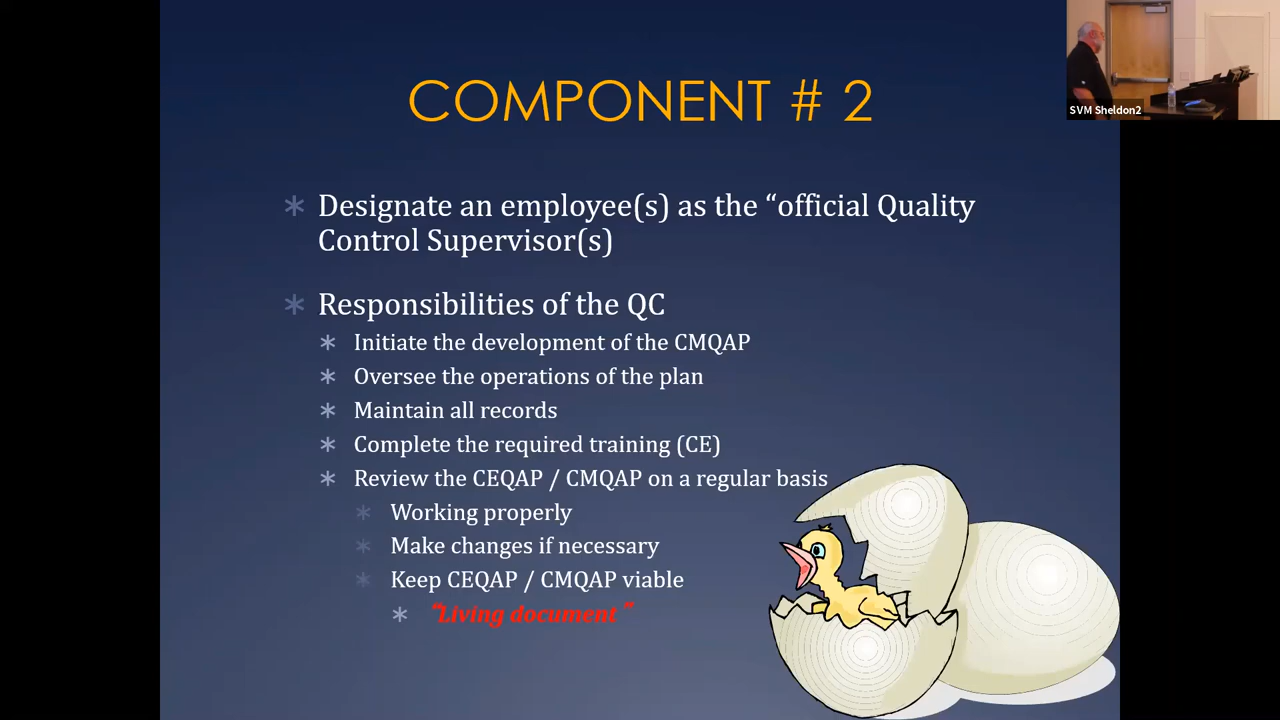 COMPONENT # 2
SVM Sheldon2
Designate an employee(s) as the “official Quality
Control Supervisor(s)
Responsibilities of the QC
Initiate the development of the CMQAP
Oversee the operations of the plan
Maintain all records
Complete the required training (CE)
Review the CEQAP / CMQAP on a regular basis
Working properly
Make changes if necessary
Keep CEQAP / CMQAP viable
“Living document”